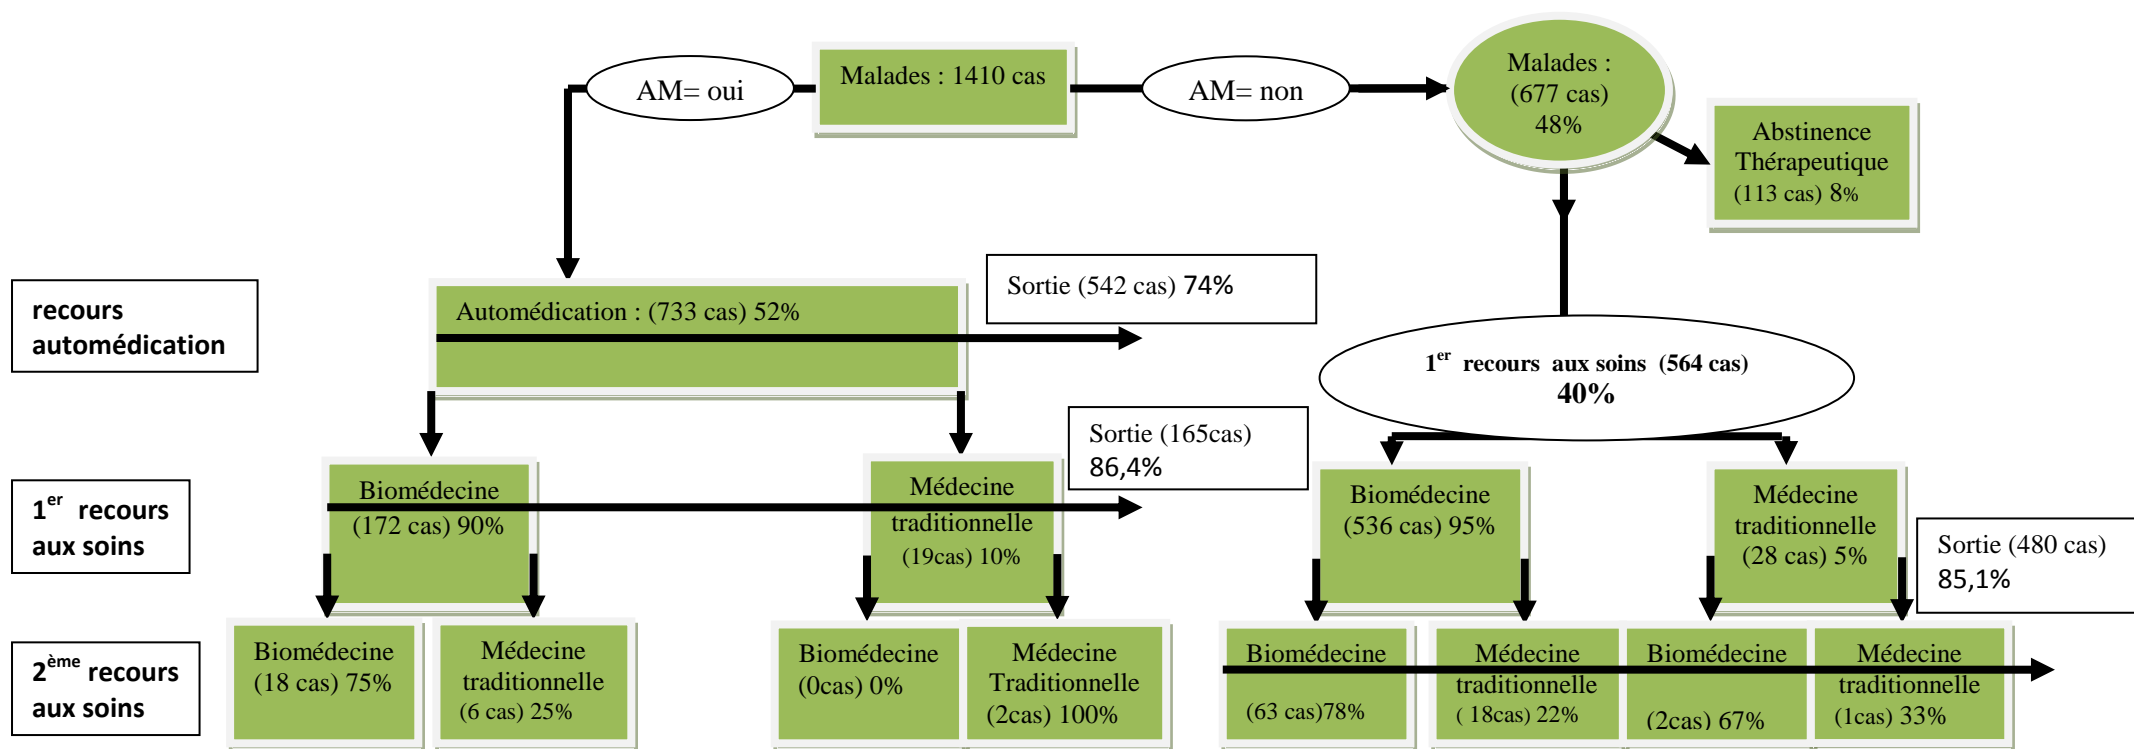 AM= oui
Malades : 1410 cas
AM= non
Malades :
(677 cas)
48%
Abstinence
Thérapeutique
(113 cas) 8%
recours
automédication
Automédication : (733 cas) 52%
Sortie (542 cas) 74%
1er recours aux soins (564 cas)
40%
1er recours
aux soins
Biomédecine
(172 cas) 90%
Médecine
traditionnelle
(19cas) 10%
Sortie (165cas)
86,4%
Biomédecine
(536 cas) 95%
Médecine
traditionnelle
(28 cas) 5%
Sortie (480 cas)
85,1%
2ème recours
aux soins
Biomédecine
(18 cas) 75%
Médecine
traditionnelle
(6 cas) 25%
Biomédecine
(0cas) 0%
Médecine
Traditionnelle
(2cas) 100%
Biomédecine
(63 cas)78%
Médecine
traditionnelle
( 18cas) 22%
Biomédecine
(2cas) 67%
Médecine
traditionnelle
(1cas) 33%